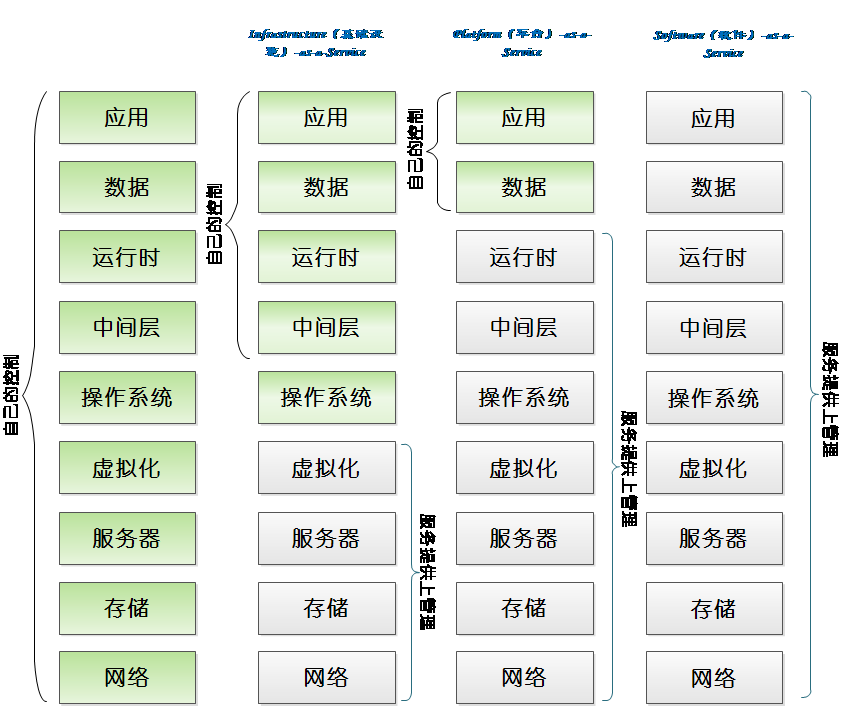 Infrastructure（基础设
施）-as-a-Service
Platform（平台）-as-a-
Service
Software（软件）-as-a-
Service
自己的控制
应用
数据
运行时
中间层
操作系统
虚拟化
服务器
存储
网络
自己的控制
应用
数据
运行时
中间层
操作系统
虚拟化
服务器
存储
网络
服务提供上管理
自己的控制
应用
数据
运行时
中间层
操作系统
虚拟化
服务器
存储
网络
服务提供上管理
应用
数据
运行时
中间层
操作系统
虚拟化
服务器
存储
网络
服务提供上管理